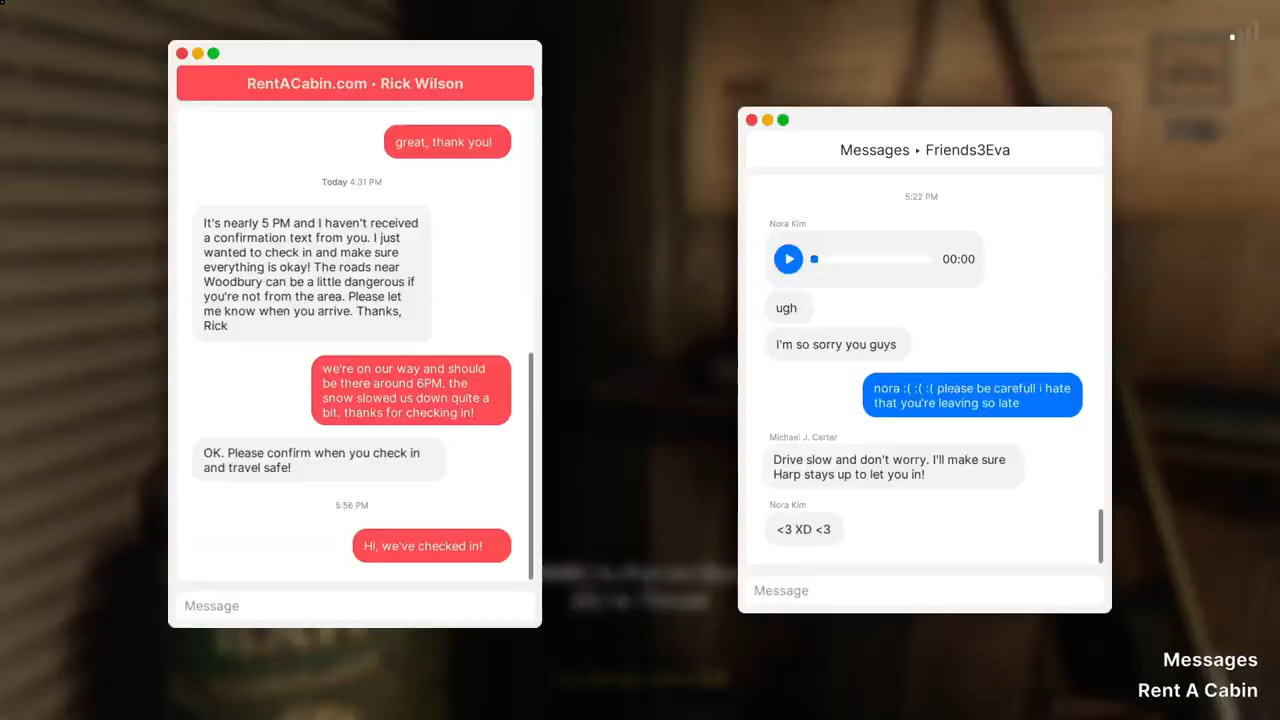 RentACabin.com • Rick Wilson
great, thank you!
Today 4:31 PM
It's nearly 5 PM and I haven't received
a confirmation text from you. I just
wanted to check in and make sure
everything is okay! The roads near
Woodbury can be a little dangerous if
you're not from the area. Please let
me know when you arrive. Thanks,
Rick
we're on our way and should
be there around 6PM. the
snow slowed us down quite a
bit. thanks for checking in!
OK. Please confirm when you check in
and travel safe!
5:56 PM
Hi, we've checked in!
Message
Messages ‣ Friends3Eva
5:22 PM
Nora Kim
00:00
ugh
I'm so sorry you guys
nora :( :( :( please be carefull i hate
that you're leaving so late
Michael J. Carter
Drive slow and don't worry. I'll make sure
Harp stays up to let you in!
Nora Kim
<3 XD <3
Message
Messages
Rent A Cabin